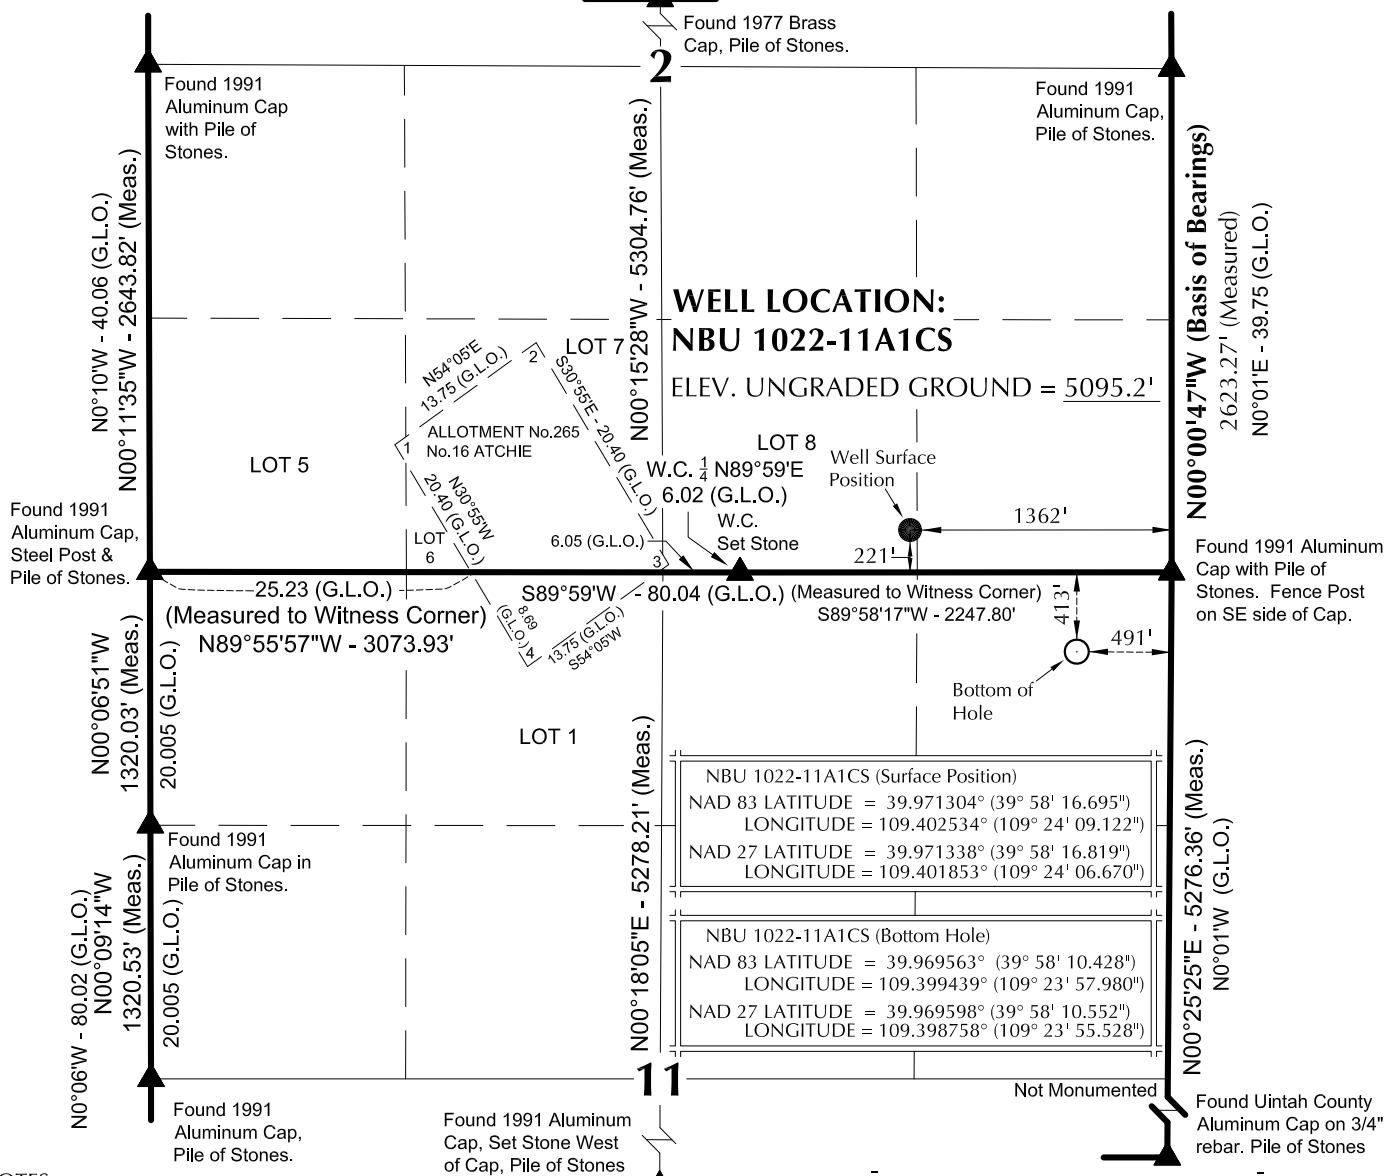 Found 1977 Brass
Cap, Pile of Stones.
2
Found 1991
Aluminum Cap
with Pile of
Stones.
Found 1991
Aluminum Cap,
Pile of Stones.
N0°10'W - 40.06 (G.L.O.)
N00°11'35"W - 2643.82' (Meas.)
N00°15'28"W - 5304.76' (Meas.)
N00°00'47"W (Basis of Bearings)
2623.27' (Measured)
N0°01'E - 39.75 (G.L.O.)
WELL LOCATION:
NBU 1022-11A1CS
ELEV. UNGRADED GROUND = 5095.2'
LOT 7
N54°05'E
13.75 (G.L.O.)
2
S30°55'E - 20.40 (G.L.O.)
ALLOTMENT No.265
No.16 ATCHIE
1
LOT 5
N30°55'W
20.40 (G.L.O.)
LOT
6
LOT 8
W.C. 1/4 N89°59'E
6.02 (G.L.O.)
W.C.
Set Stone
Well Surface
Position
1362'
221'
6.05 (G.L.O.)
3
Found 1991
Aluminum Cap,
Steel Post &
Pile of Stones.
Found 1991 Aluminum
Cap with Pile of
Stones.  Fence Post
on SE side of Cap.
25.23 (G.L.O.)
(Measured to Witness Corner)
N89°55'57"W - 3073.93'
S89°59'W - 80.04 (G.L.O.)
(Measured to Witness Corner)
S89°58'17"W - 2247.80'
8.69
(G.L.O.)
4
13.75 (G.L.O.)
S54°05'W
413'
491'
Bottom of
Hole
N00°06'51"W
1320.03' (Meas.)
20.005 (G.L.O.)
LOT 1
N00°18'05"E - 5278.21' (Meas.)
N00°25'25"E - 5276.36' (Meas.)
N0°01'W (G.L.O.)
NBU 1022-11A1CS (Surface Position)
NAD 83 LATITUDE = 39.971304° (39° 58' 16.695")
LONGITUDE = 109.402534° (109° 24' 09.122")
NAD 27 LATITUDE = 39.971338° (39° 58' 16.819")
LONGITUDE = 109.401853° (109° 24' 06.670")
Found 1991
Aluminum Cap in
Pile of Stones.
NBU 1022-11A1CS (Bottom Hole)
NAD 83 LATITUDE = 39.969563° (39° 58' 10.428")
LONGITUDE = 109.399439° (109° 23' 57.980")
NAD 27 LATITUDE = 39.969598° (39° 58' 10.552")
LONGITUDE = 109.398758° (109° 23' 55.528")
N0°06'W - 80.02 (G.L.O.)
N00°09'14"W
1320.53' (Meas.)
20.005 (G.L.O.)
11
Not Monumented
Found 1991
Aluminum Cap,
Pile of Stones.
Found 1991 Aluminum
Cap, Set Stone West
of Cap, Pile of Stones
Found Uintah County
Aluminum Cap on 3/4"
rebar. Pile of Stones